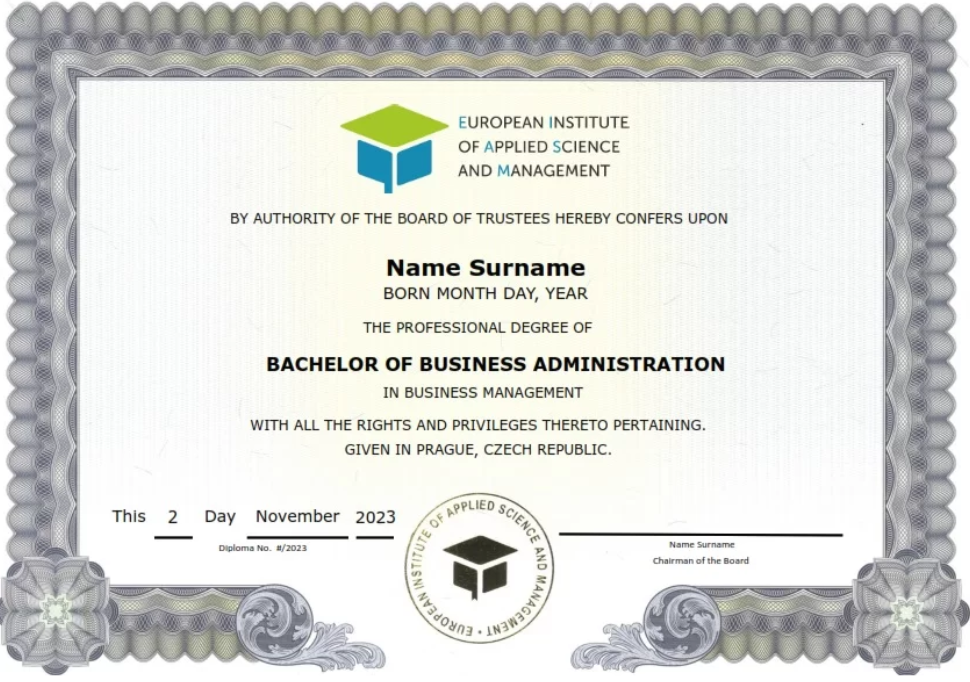 EUROPEAN INSTITUTE
OF APPLIED SCIENCE
AND MANAGEMENT
BY AUTHORITY OF THE BOARD OF TRUSTEES HEREBY CONFERS UPON
Name Surname
BORN MONTH DAY, YEAR
THE PROFESSIONAL DEGREE OF
BACHELOR OF BUSINESS ADMINISTRATION
IN BUSINESS MANAGEMENT
WITH ALL THE RIGHTS AND PRIVILEGES THERETO PERTAINING.
GIVEN IN PRAGUE, CZECH REPUBLIC.
This 2 Day November 2023
Diploma No. #/2023
EUROPEAN INSTITUTE OF APPLIED SCIENCE AND MANAGEMENT •
Name Surname
Chairman of the Board